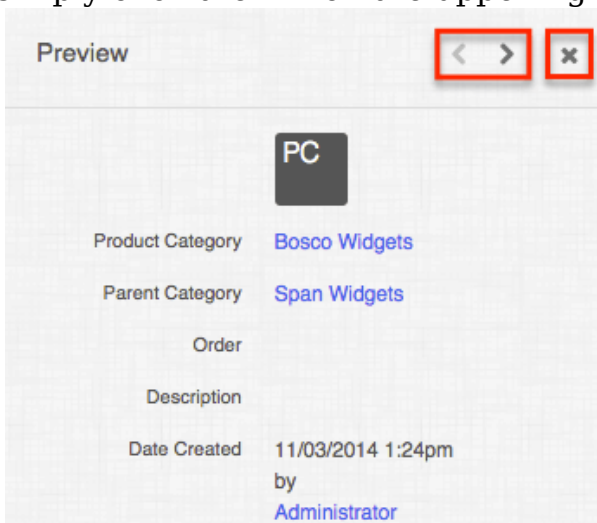 Preview
PC
Product Category Bosco Widgets
Parent Category Span Widgets
Order
Description
Date Created 11/03/2014 1:24pm
by
Administrator